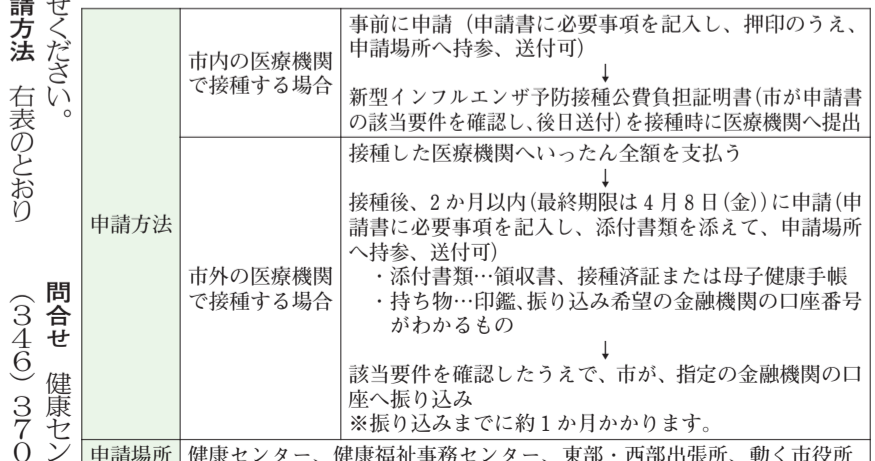 せください。
請方法　右表のとおり
問合せ　健康セン
（３４６）３７０
申請方法
市内の医療機関
で接種する場合
事前に申請（申請書に必要事項を記入し、押印のうえ、
申請場所へ持参、送付可）
↓
新型インフルエンザ予防接種公費負担証明書(市が申請書
の該当要件を確認し､後日送付)を接種時に医療機関へ提出
市外の医療機関
で接種する場合
接種した医療機関へいったん全額を支払う
↓
接種後、2か月以内(最終期限は4月8日(金))に申請(申
請書に必要事項を記入し、添付書類を添えて、申請場所
へ持参、送付可)
・添付書類…領収書、接種済証または母子健康手帳
・持ち物…印鑑､振り込み希望の金融機関の口座番号
がわかるもの
↓
該当要件を確認したうえで、市が、指定の金融機関の口
座へ振り込み
※振り込みまでに約1か月かかります。
申請場所
健康センター、健康福祉事務センター、東部・西部出張所、動く市役所